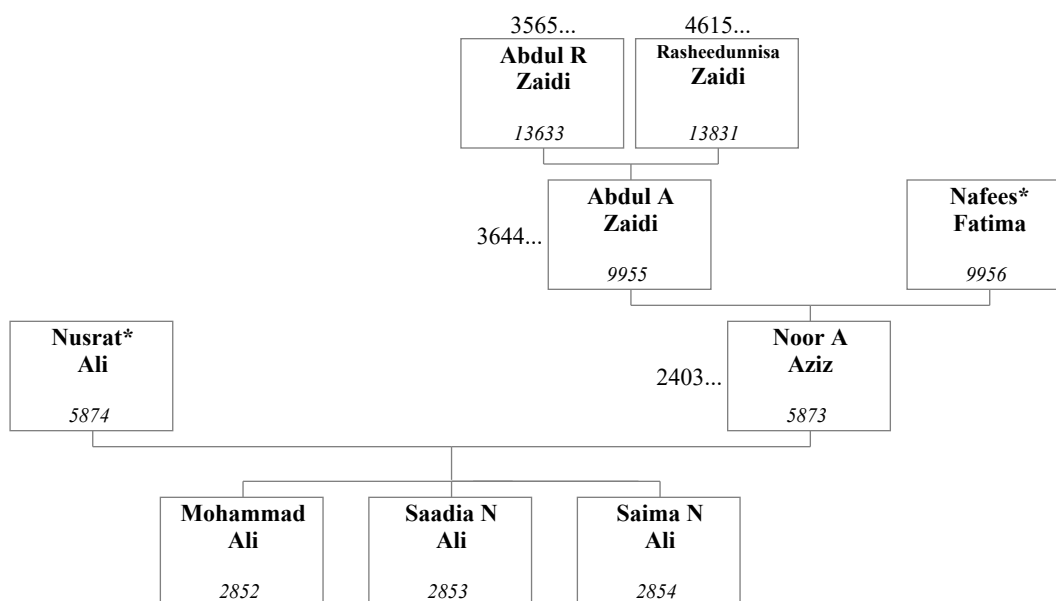 3565...
4615...
Abdul R
Zaidi
13633
Rasheedunnisa
Zaidi
13831
3644...
Abdul A
Zaidi
9955
Nafees*
Fatima
9956
Nusrat*
Ali
5874
2403...
Noor A
Aziz
5873
Mohammad
Ali
2852
Saadia N
Ali
2853
Saima N
Ali
2854